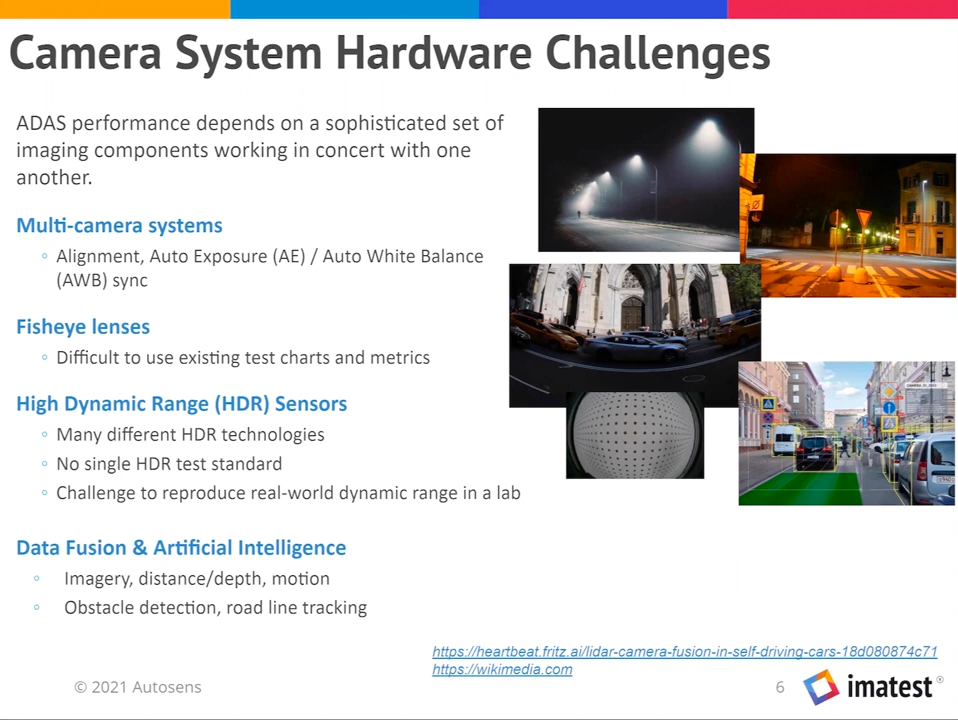 Camera System Hardware Challenges
ADAS performance depends on a sophisticated set of
imaging components working in concert with one
another.
Multi-camera systems
◦ Alignment, Auto Exposure (AE) / Auto White Balance
(AWB) sync
Fisheye lenses
◦ Difficult to use existing test charts and metrics
High Dynamic Range (HDR) Sensors
◦ Many different HDR technologies
◦ No single HDR test standard
◦ Challenge to reproduce real-world dynamic range in a lab
Data Fusion & Artificial Intelligence
◦ Imagery, distance/depth, motion
◦ Obstacle detection, road line tracking
https://heartbeat.fritz.ai/lidar-camera-fusion-in-self-driving-cars-18d080874c71
https://wikimedia.com
© 2021 Autosens
6
imatest®